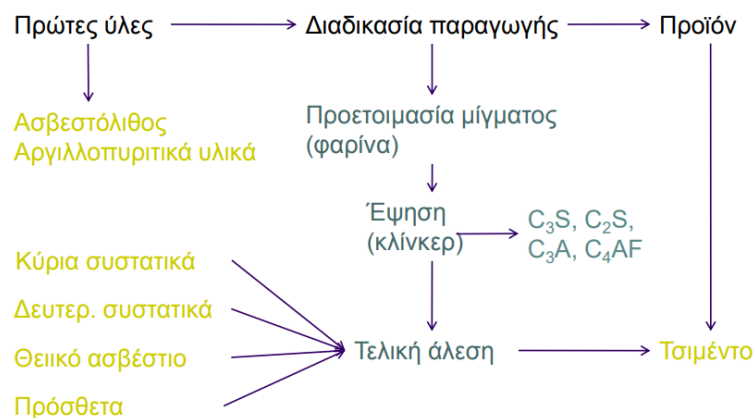 Πρώτες ύλες
Διαδικασία παραγωγής
Προϊόν
Ασβεστόλιθος
Αργιλλοπυριτικά υλικά
Προετοιμασία μίγματος
(φαρίνα)
Έψηση
(κλίνκερ)
C₃S, C₂S,
C₃A, C₄AF
Κύρια συστατικά
Δευτερ. συστατικά
Θειικό ασβέστιο
Πρόσθετα
Τελική άλεση
Τσιμέντο